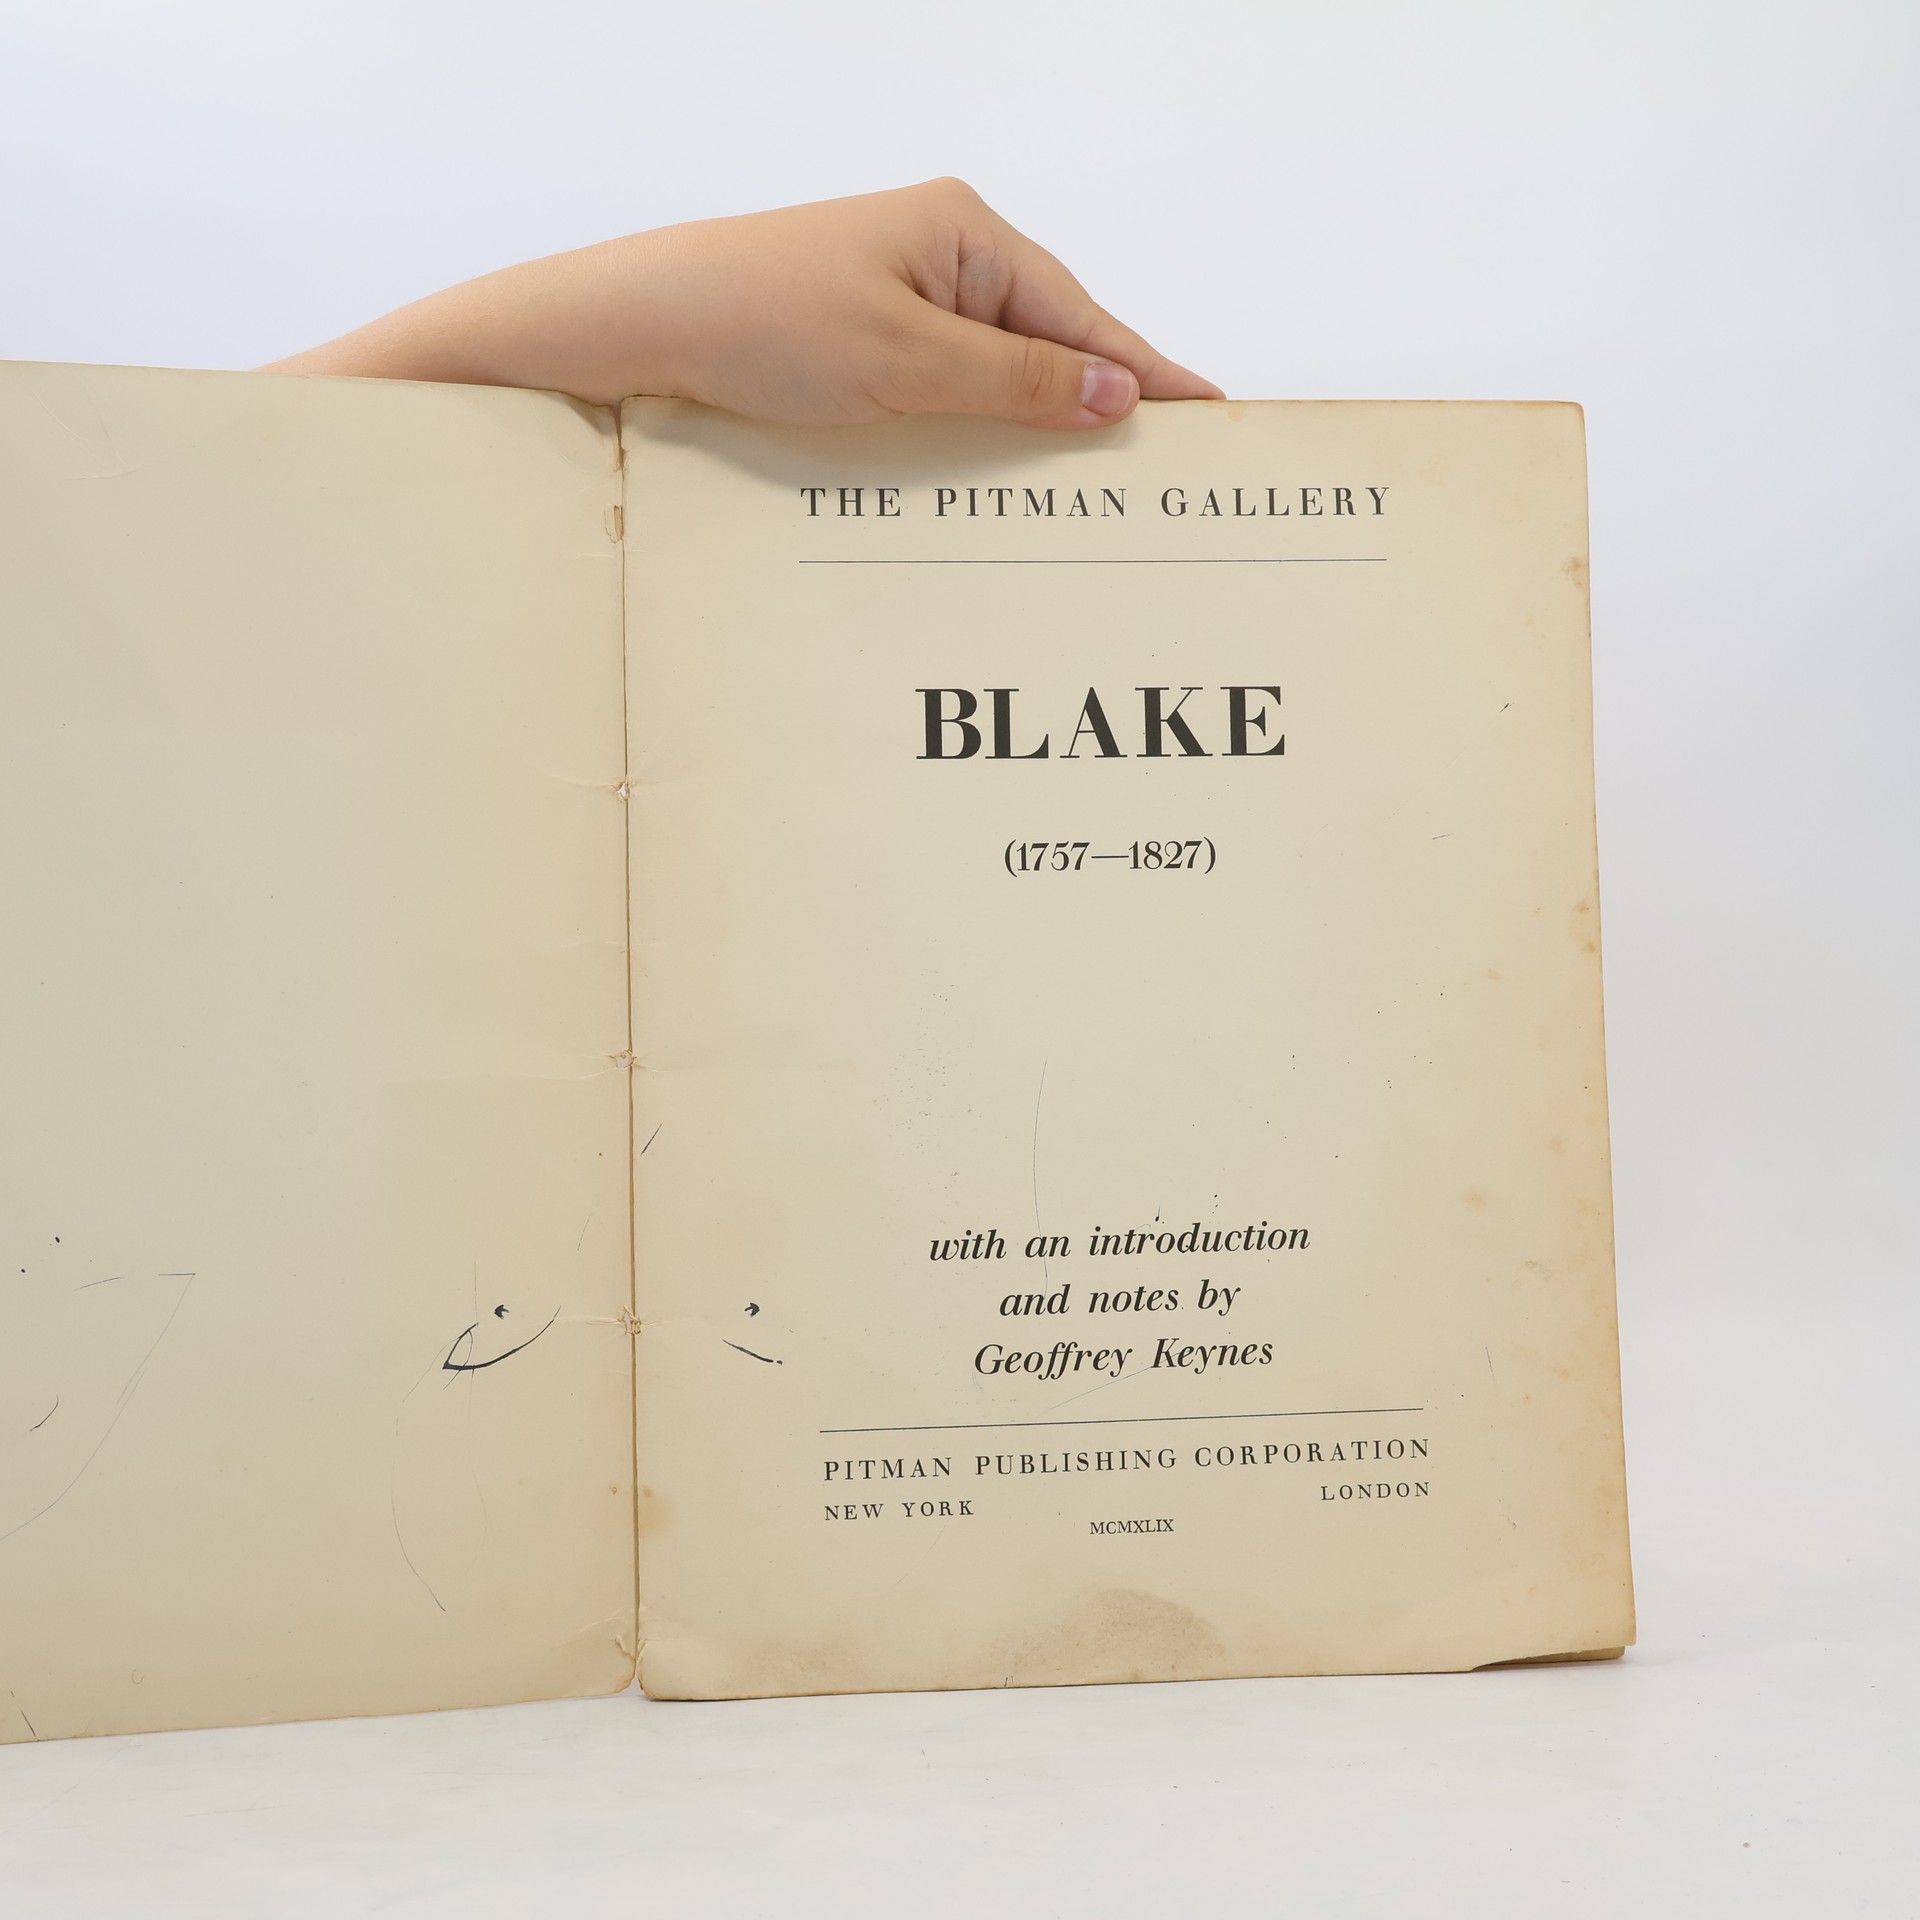 THE PITMAN GALLERY
BLAKE
(1757—1827)
with an introduction
and notes by
Geoffrey Keynes
PITMAN PUBLISHING CORPORATION
NEW YORK LONDON
MCMXLIX